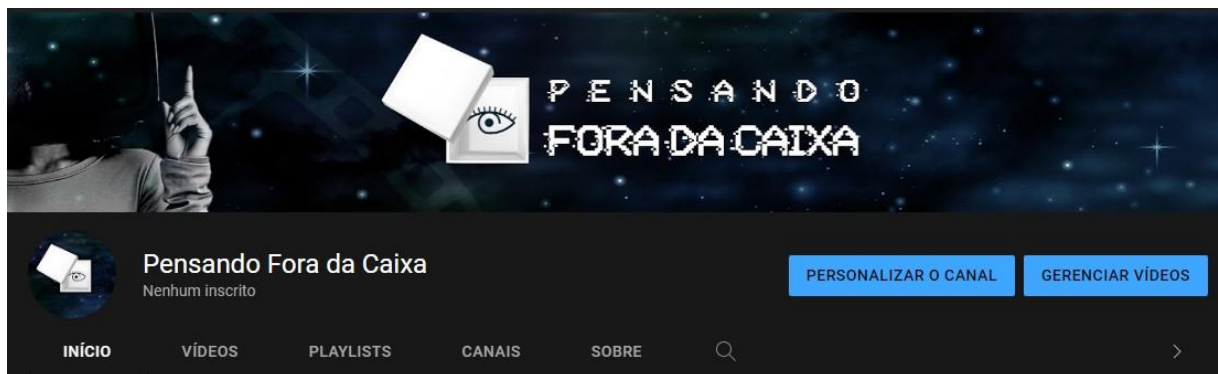 PENSANDO
FORA DA CAIXA
Pensando Fora da Caixa
Nenhum inscrito
PERSONALIZAR O CANAL
GERENCIAR VÍDEOS
INÍCIO VÍDEOS PLAYLISTS CANAIS SOBRE